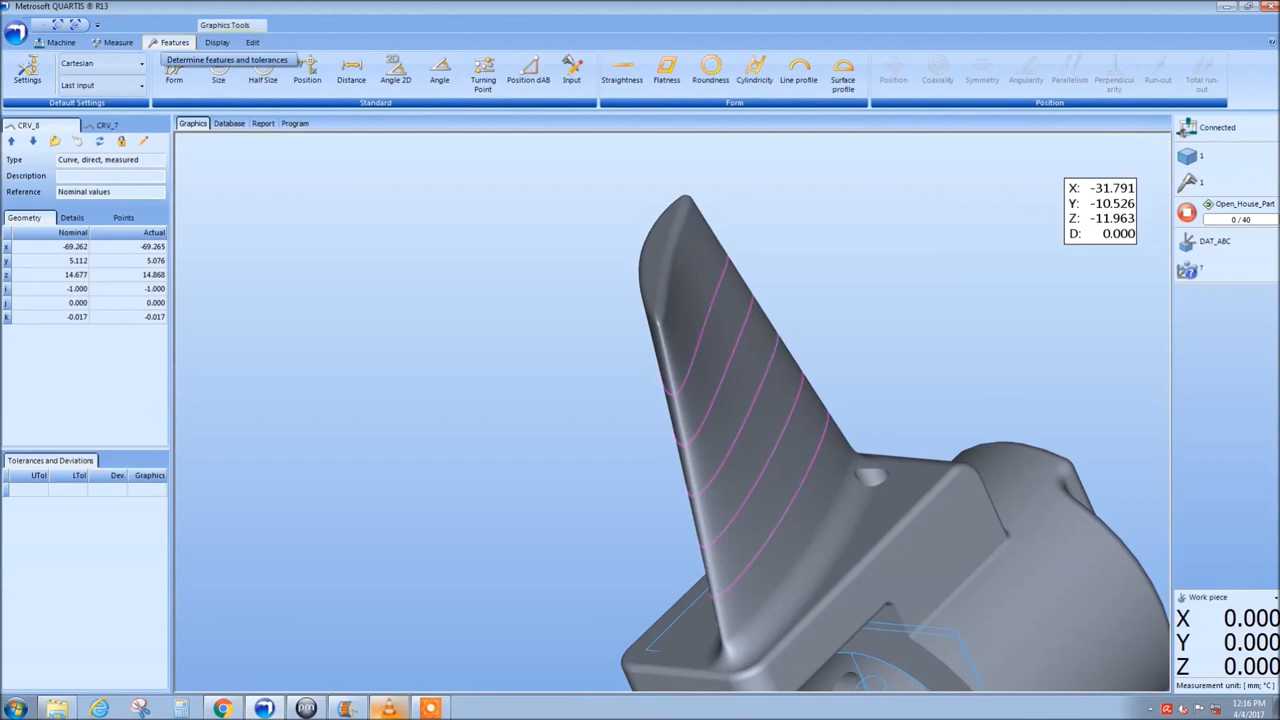 Metrosoft QUARTIS ® R13
Graphics Tools
Machine Measure Features Display Edit
Determine features and tolerances
Settings Cartesian Last input Form Size Half Size Position Distance Angle 2D Angle Turning Point Position dAB Input Straightness Flatness Roundness Cylindricity Line profile Surface profile Position Coaxiality Symmetry Angularity Parallelism Perpendicularity Run-out Total run-out
Default Settings Standard Form Position
CRV_8 CRV_7
Graphics Database Report Program
Type Curve, direct, measured
Description
Reference Nominal values
Geometry Details Points
Nominal Actual
x -69.262 -69.265
y 5.112 5.076
z 14.677 14.868
i -1.000 -1.000
j 0.000 0.000
k -0.017 -0.017
Tolerances and Deviations
UTol LTol Dev. Graphics
X: -31.791
Y: -10.526
Z: -11.963
D: 0.000
Connected
1
1
Open_House_Part
0 / 40
DAT_ABC
?
Work piece
X 0.000
Y 0.000
Z 0.000
Measurement unit: [ mm; °C ]
12:16 PM
4/4/2017